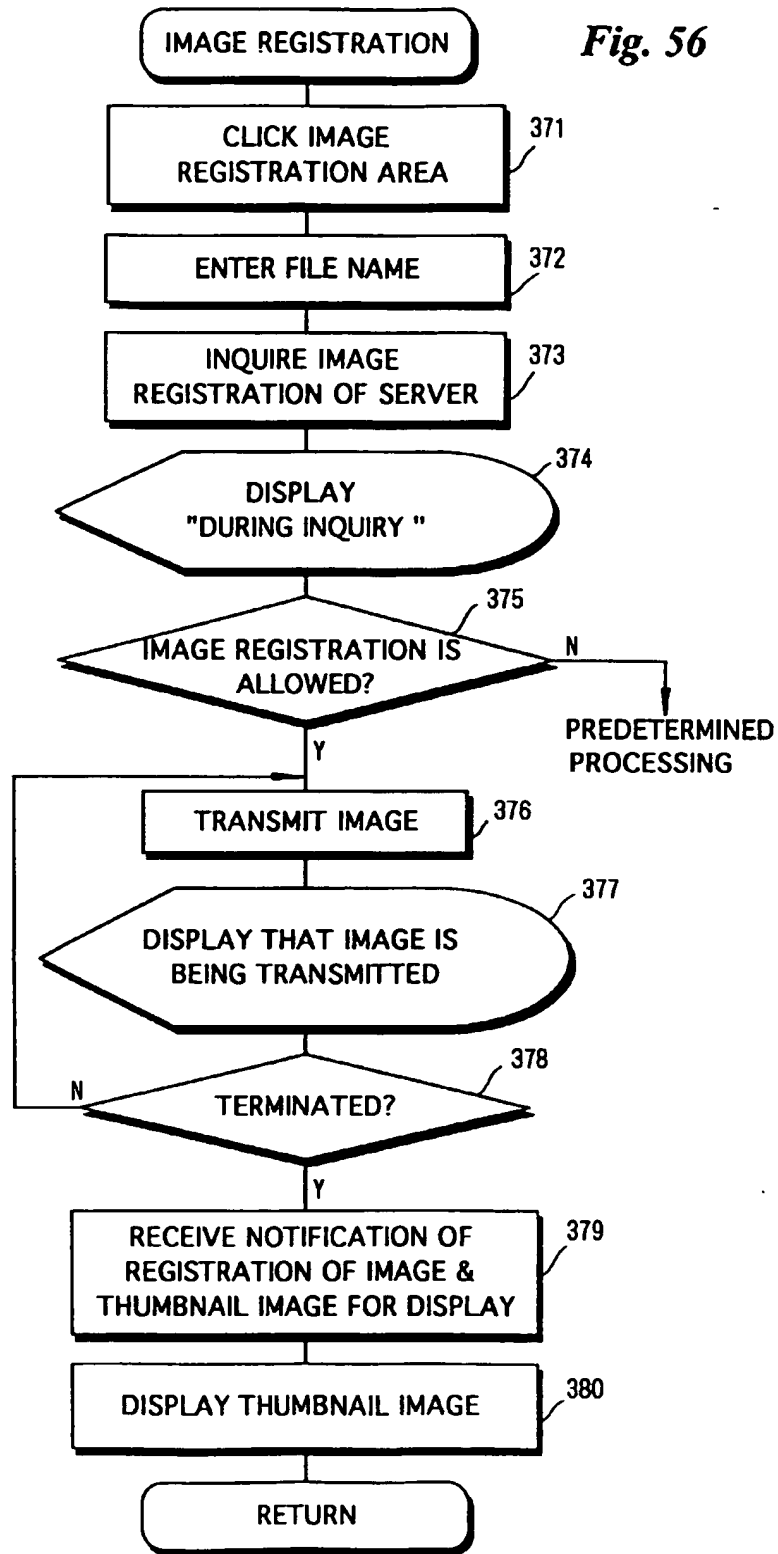 Fig. 56
IMAGE REGISTRATION
CLICK IMAGE
REGISTRATION AREA
371
ENTER FILE NAME
372
INQUIRE IMAGE
REGISTRATION OF SERVER
373
DISPLAY
"DURING INQUIRY "
374
IMAGE REGISTRATION IS
ALLOWED?
375
N
PREDETERMINED
PROCESSING
Y
TRANSMIT IMAGE
376
DISPLAY THAT IMAGE IS
BEING TRANSMITTED
377
TERMINATED?
378
N
Y
RECEIVE NOTIFICATION OF
REGISTRATION OF IMAGE &
THUMBNAIL IMAGE FOR DISPLAY
379
DISPLAY THUMBNAIL IMAGE
380
RETURN